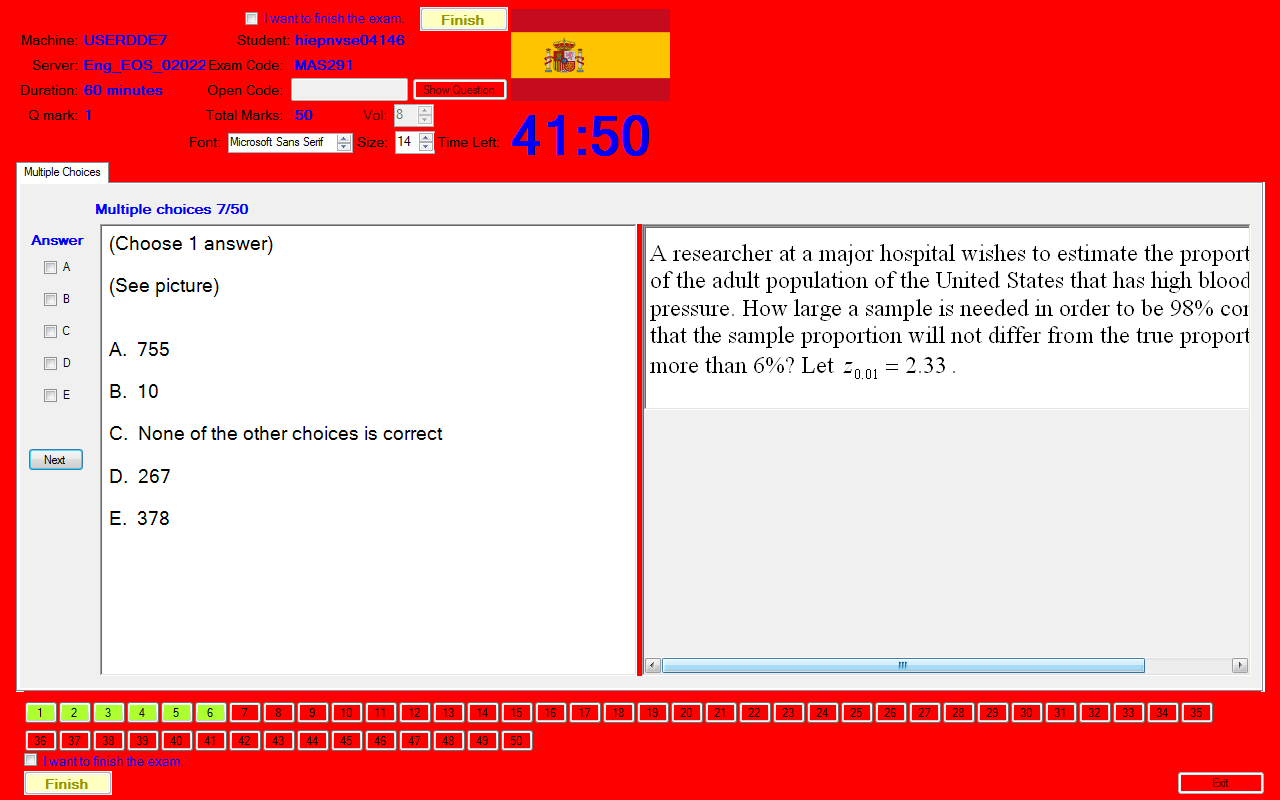 I want to finish the exam.
Finish
Machine: USERDDE7
Student: hiepnvse04146
Server: Eng_EOS_02022
Exam Code: MAS291
Duration: 60 minutes
Open Code:
Show Question
Q mark: 1
Total Marks: 50
Vol: 8
Font: Microsoft Sans Serif
Size: 14
Time Left: 41:50
Multiple Choices
Multiple choices 7/50
Answer
A
B
C
D
E
Next
(Choose 1 answer)
(See picture)
A. 755
B. 10
C. None of the other choices is correct
D. 267
E. 378
A researcher at a major hospital wishes to estimate the proport
of the adult population of the United States that has high blood
pressure. How large a sample is needed in order to be 98% con
that the sample proportion will not differ from the true proport
more than 6%? Let z0.01 = 2.33 .
1 2 3 4 5 6 7 8 9 10 11 12 13 14 15 16 17 18 19 20 21 22 23 24 25 26 27 28 29 30 31 32 33 34 35
36 37 38 39 40 41 42 43 44 45 46 47 48 49 50
I want to finish the exam.
Finish
Exit